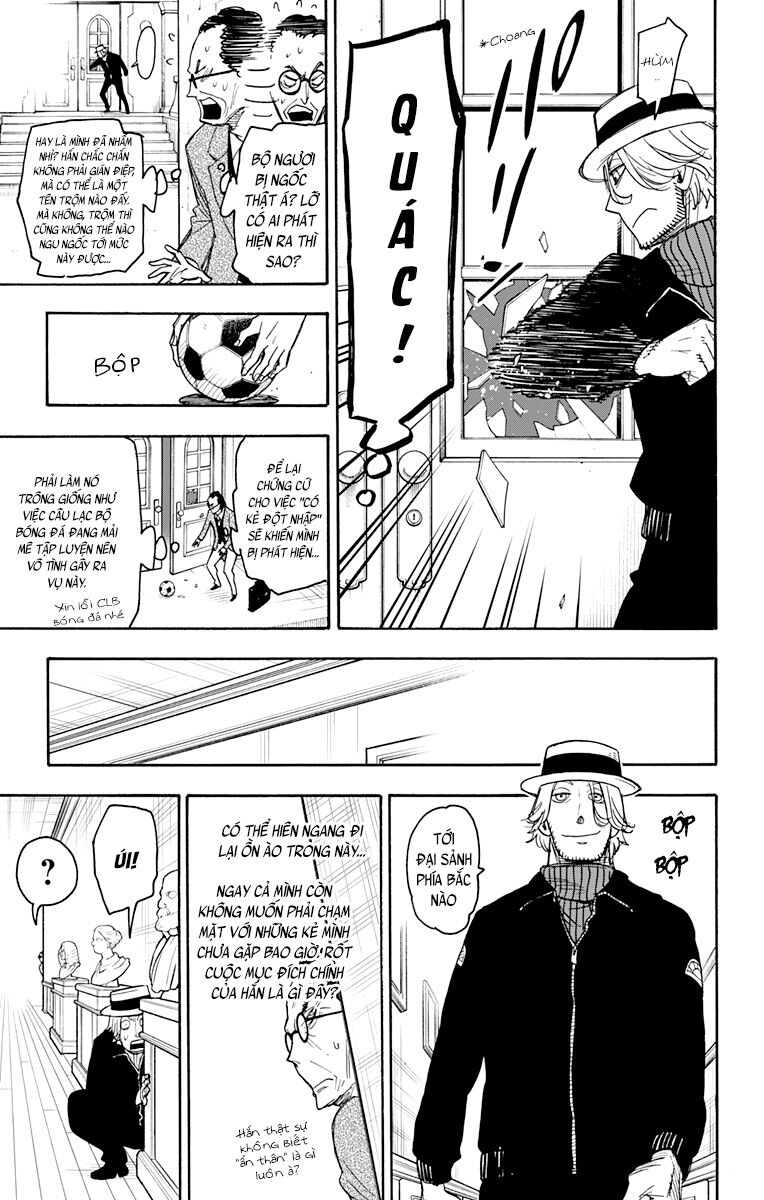 HỪM
...
*Choang
QUÁC!
BỘ NGƯƠI
BỊ NGỐC
THẬT Á? LỠ
CÓ AI PHÁT
HIỆN RA THÌ
SAO?
HAY LÀ MÌNH ĐÃ NHẦM
NHỈ? HẮN CHẮC CHẮN
KHÔNG PHẢI GIÁN ĐIỆP,
MÀ CÓ THỂ LÀ MỘT
TÊN TRỘM NÀO ĐẤY.
MÀ KHÔNG, TRỘM THÌ
CŨNG KHÔNG THỂ NÀO
NGU NGỐC TỚI MỨC
NÀY ĐƯỢC...
BỘP
ĐỂ LẠI
CHỨNG CỨ
CHO VIỆC "CÓ
KẺ ĐỘT NHẬP"
SẼ KHIẾN MÌNH
BỊ PHÁT HIỆN...
PHẢI LÀM NÓ
TRÔNG GIỐNG NHƯ
VIỆC CÂU LẠC BỘ
BÓNG ĐÁ ĐANG MẢI
MÊ TẬP LUYỆN NÊN
VÔ TÌNH GÂY RA
VỤ NÀY.
Xin lỗi CLB
bóng đá nhé
BỘP
BỘP
TỚI
ĐẠI SẢNH
PHÍA BẮC
NÀO
CÓ THỂ HIÊN NGANG ĐI
LẠI ỒN ÀO TRONG NÀY...
NGAY CẢ MÌNH CÒN
KHÔNG MUỐN PHẢI CHẠM
MẶT VỚI NHỮNG KẺ MÌNH
CHƯA GẶP BAO GIỜ. RỐT
CUỘC MỤC ĐÍCH CHÍNH
CỦA HẮN LÀ GÌ ĐÂY?
Hắn thật sự
không biết
"ẩn thân" là gì
luôn à?
ÚI!
?